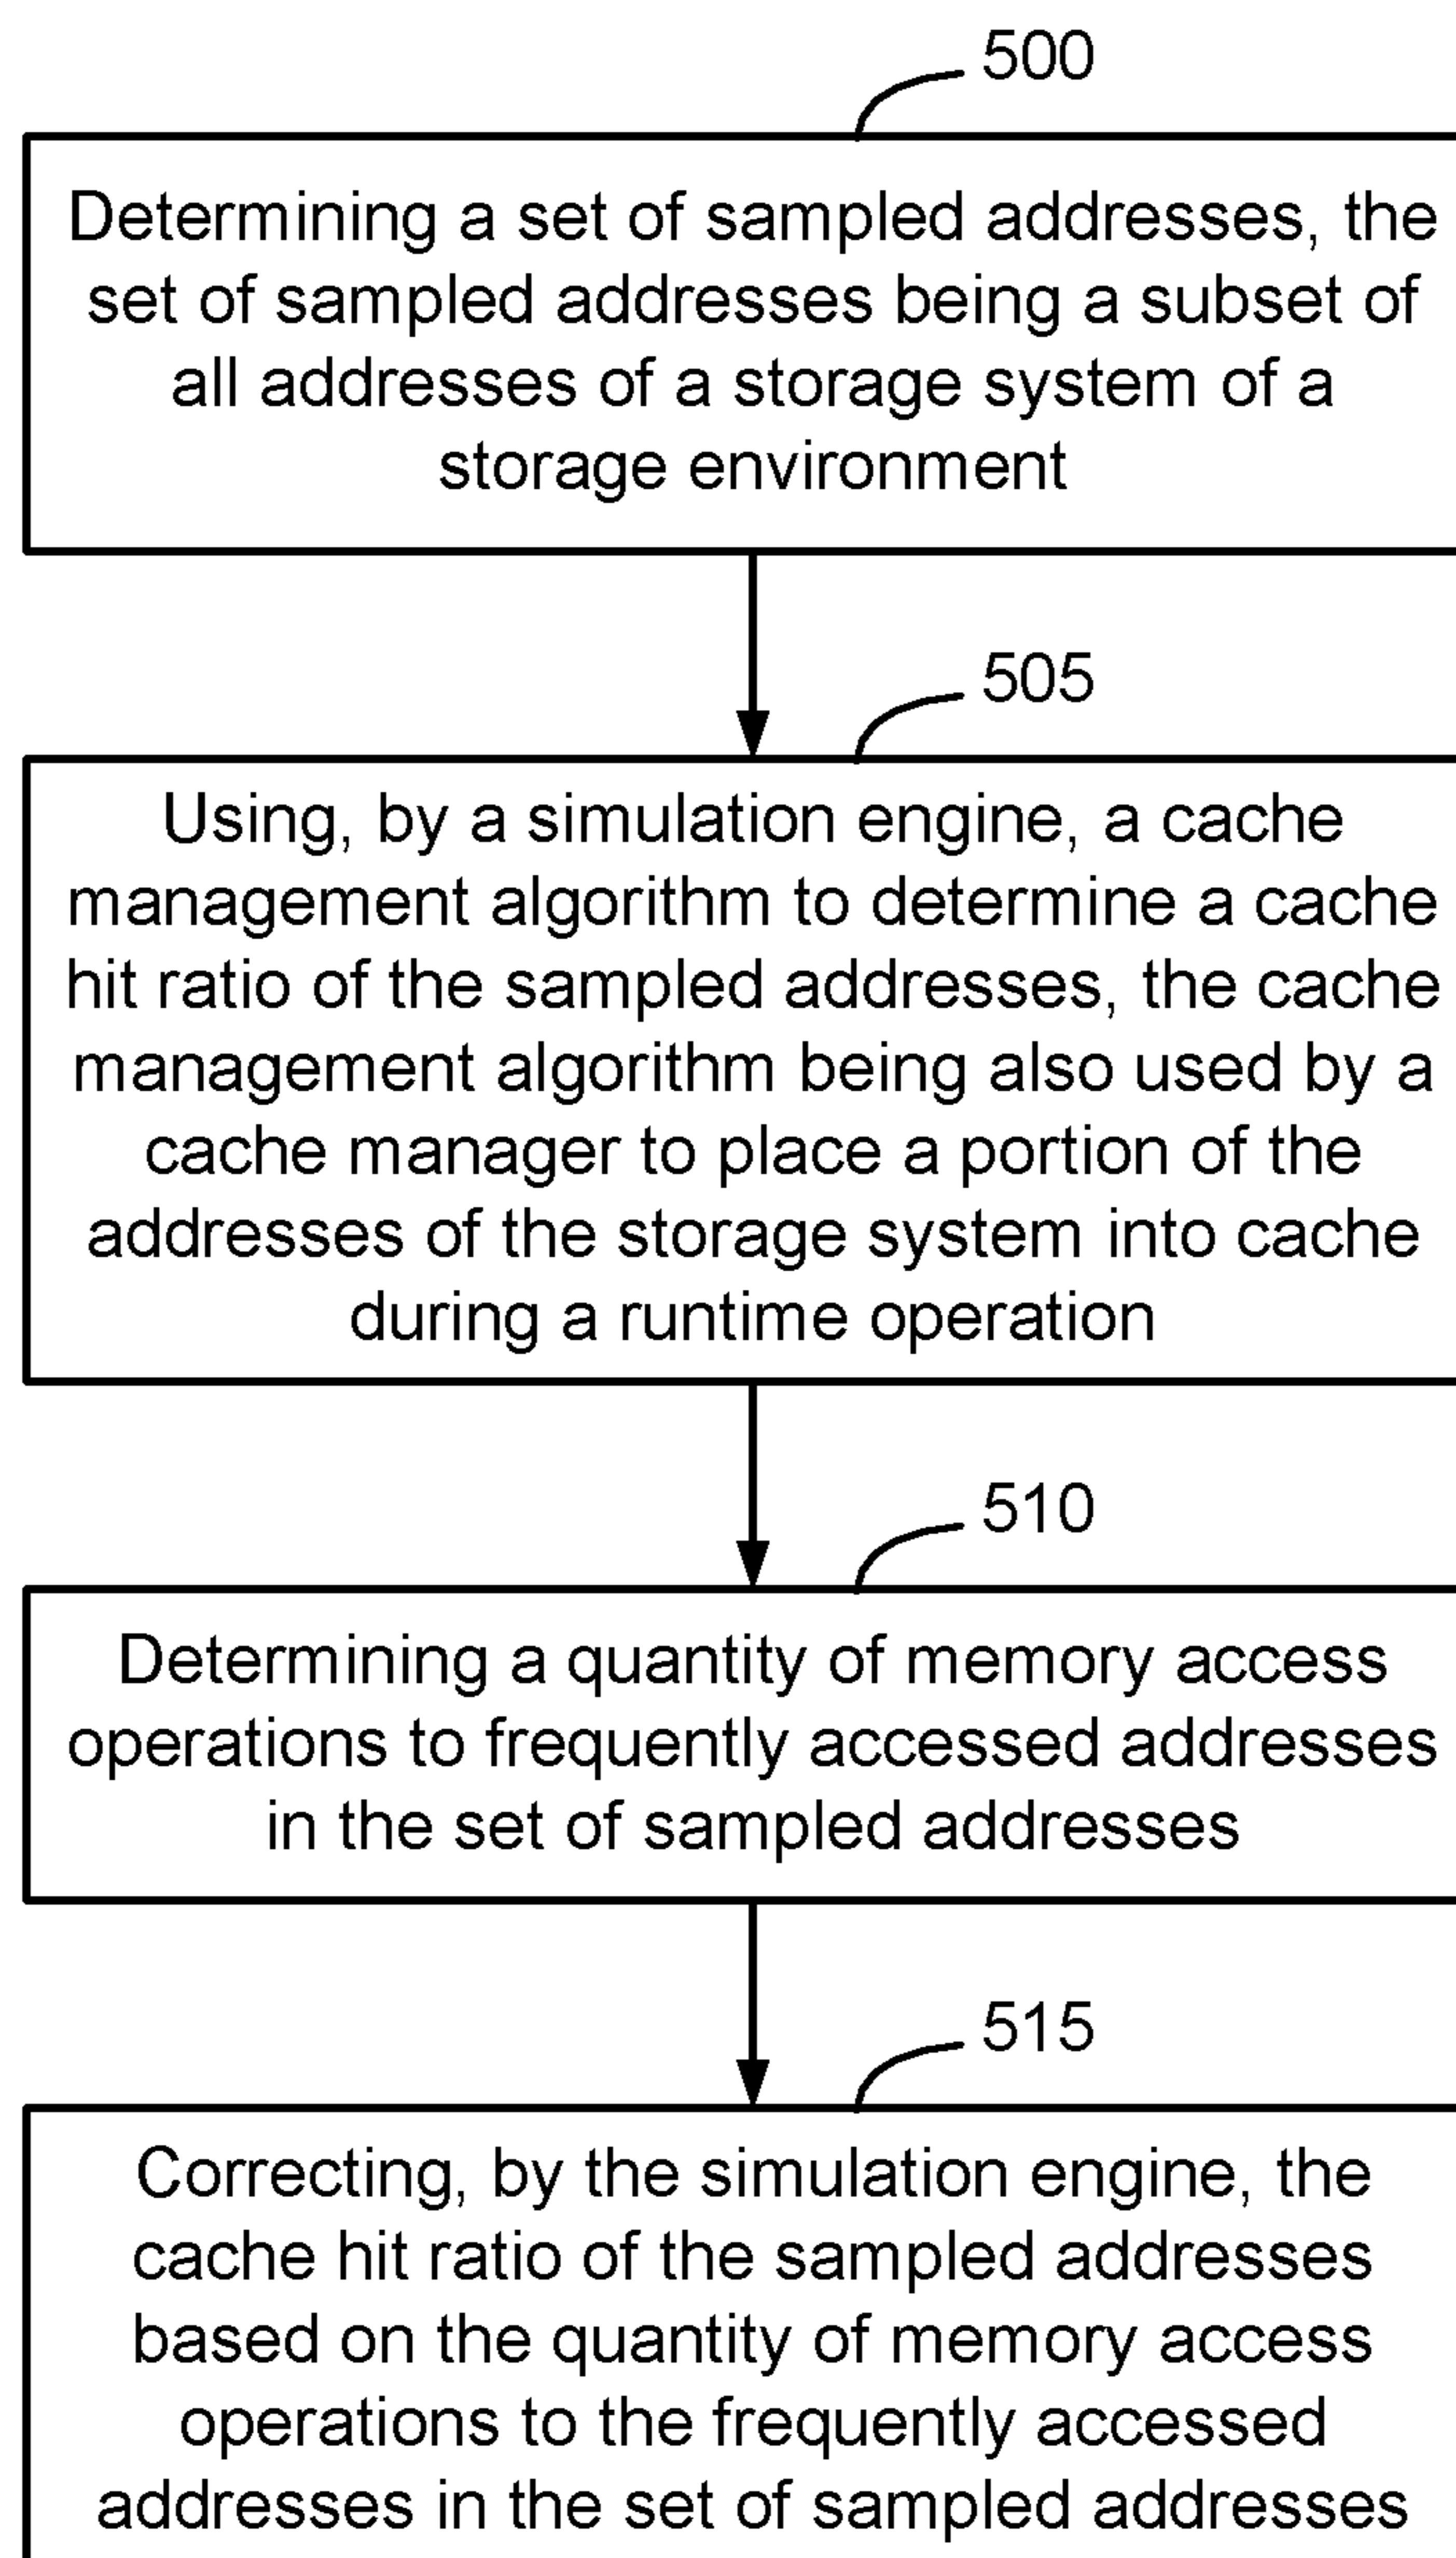 500
Determining a set of sampled addresses, the
set of sampled addresses being a subset of
all addresses of a storage system of a
storage environment
505
Using, by a simulation engine, a cache
management algorithm to determine a cache
hit ratio of the sampled addresses, the cache
management algorithm being also used by a
cache manager to place a portion of the
addresses of the storage system into cache
during a runtime operation
510
Determining a quantity of memory access
operations to frequently accessed addresses
in the set of sampled addresses
515
Correcting, by the simulation engine, the
cache hit ratio of the sampled addresses
based on the quantity of memory access
operations to the frequently accessed
addresses in the set of sampled addresses